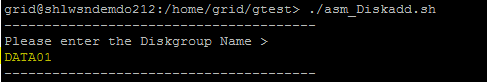 grid@shlwsndemdo212:/home/grid/gtest> ./asm_Diskadd.sh
---------------------------------------
Please enter the Diskgroup Name >
DATA01
---------------------------------------